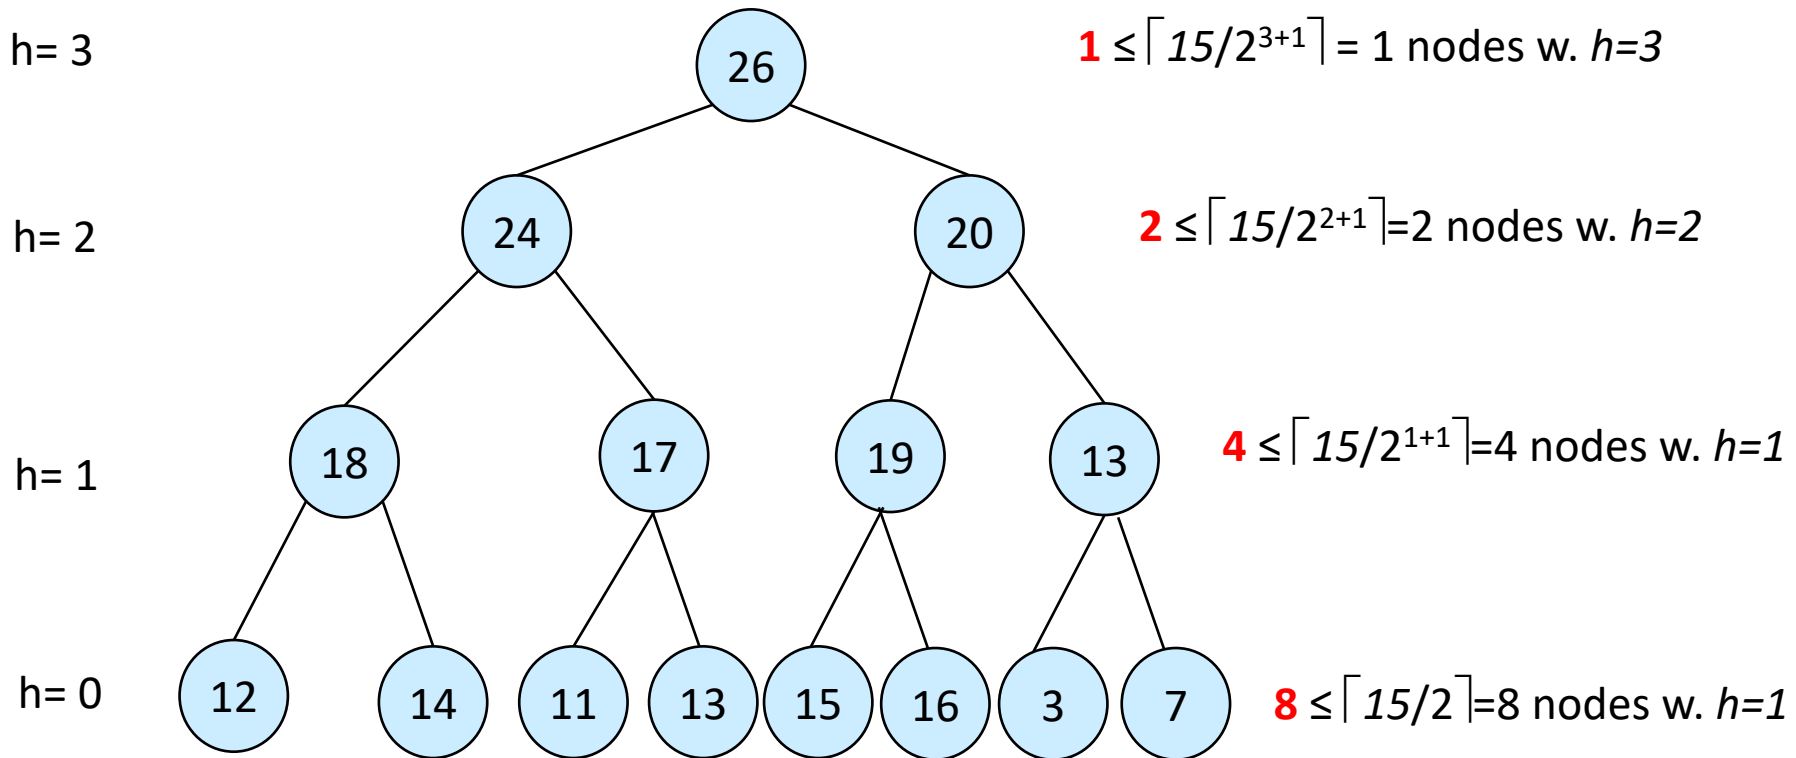 h= 3 26 1 ≤ ⌈15/2³⁺¹⌉ = 1 nodes w. h=3
h= 2 24 20 2 ≤ ⌈15/2²⁺¹⌉=2 nodes w. h=2
h= 1 18 17 19 13 4 ≤ ⌈15/2¹⁺¹⌉=4 nodes w. h=1
h= 0 12 14 11 13 15 16 3 7 8 ≤ ⌈15/2⌉=8 nodes w. h=1